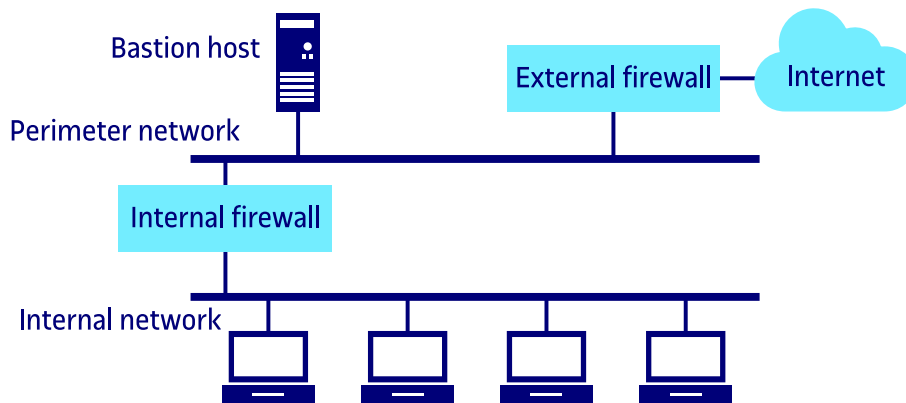 Bastion host
External firewall
Internet
Perimeter network
Internal firewall
Internal network